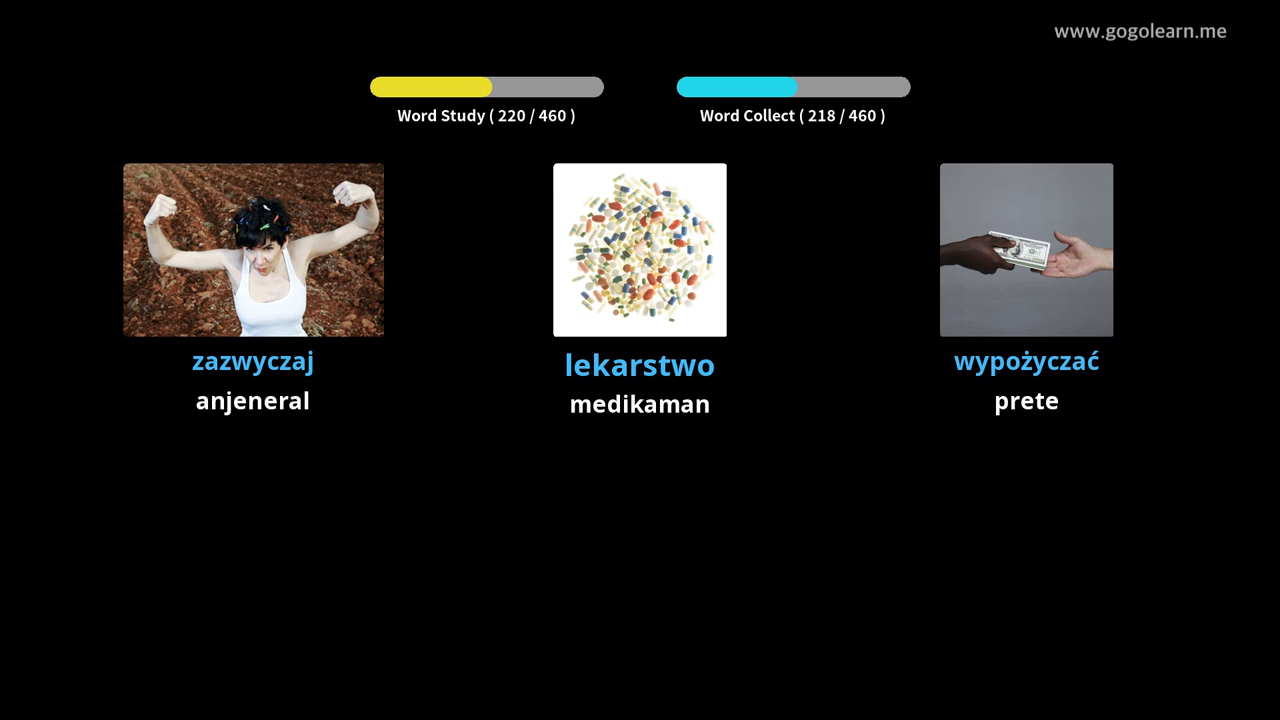 www.gogolearn.me
Word Study ( 220 / 460 )
Word Collect ( 218 / 460 )
zazwyczaj
anjeneral
lekarstwo
medikaman
wypożyczać
prete